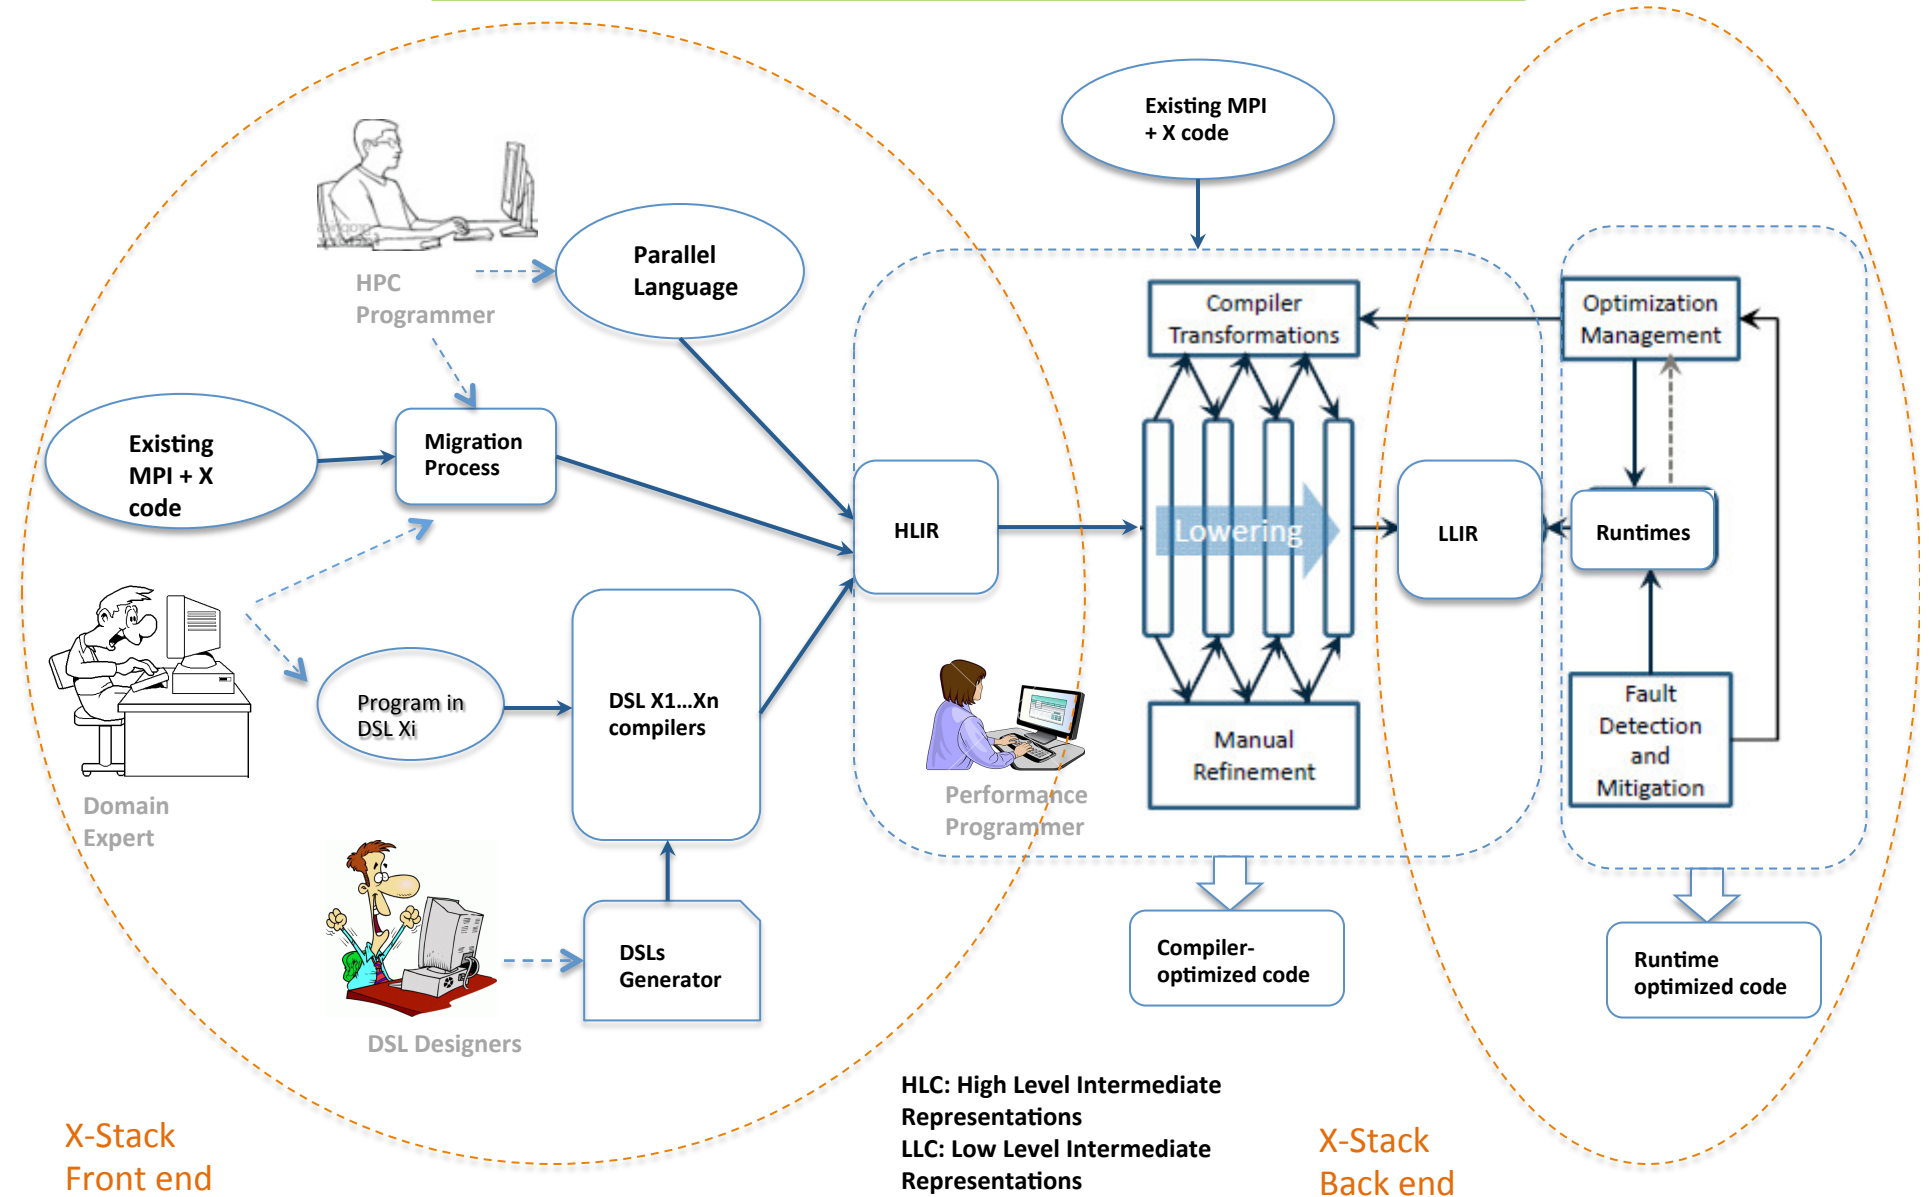 Existing MPI
+ X code
Parallel
Language
HPC
Programmer
Compiler
Transformations
Optimization
Management
Existing
MPI + X
code
Migration
Process
HLIR
Lowering
LLIR
Runtimes
Program in
DSL Xi
DSL X1...Xn
compilers
Manual
Refinement
Fault
Detection
and
Mitigation
Domain
Expert
Performance
Programmer
DSLs
Generator
DSL Designers
Compiler-
optimized code
Runtime
optimized code
HLC: High Level Intermediate
Representations
LLC: Low Level Intermediate
Representations
X-Stack
Front end
X-Stack
Back end